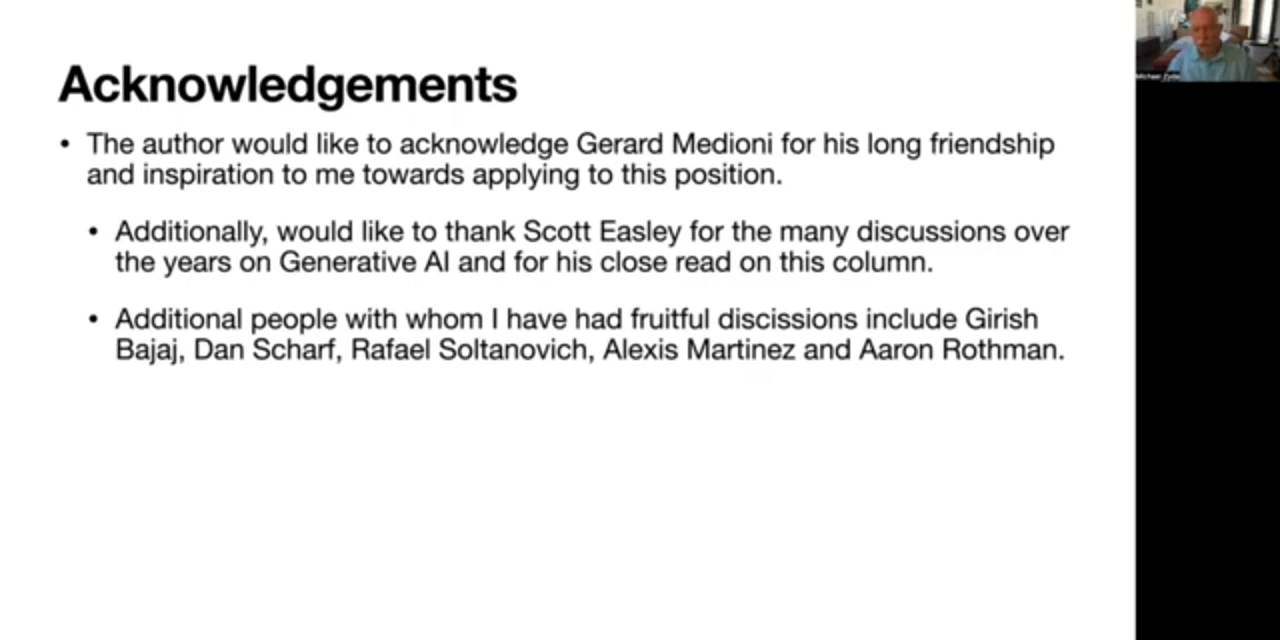 Acknowledgements
• The author would like to acknowledge Gerard Medioni for his long friendship
and inspiration to me towards applying to this position.
• Additionally, would like to thank Scott Easley for the many discussions over
the years on Generative AI and for his close read on this column.
• Additional people with whom I have had fruitful discissions include Girish
Bajaj, Dan Scharf, Rafael Soltanovich, Alexis Martinez and Aaron Rothman.
Michael Zyda